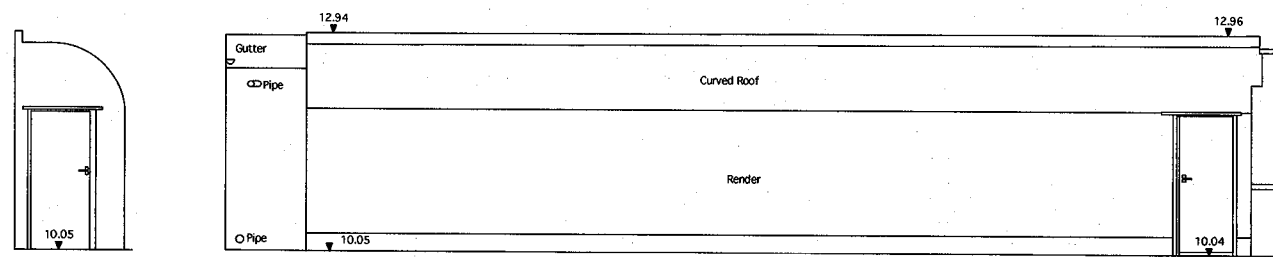 12.94
12.96
Gutter
Pipe
Curved Roof
Render
10.05
Pipe
10.05
10.04